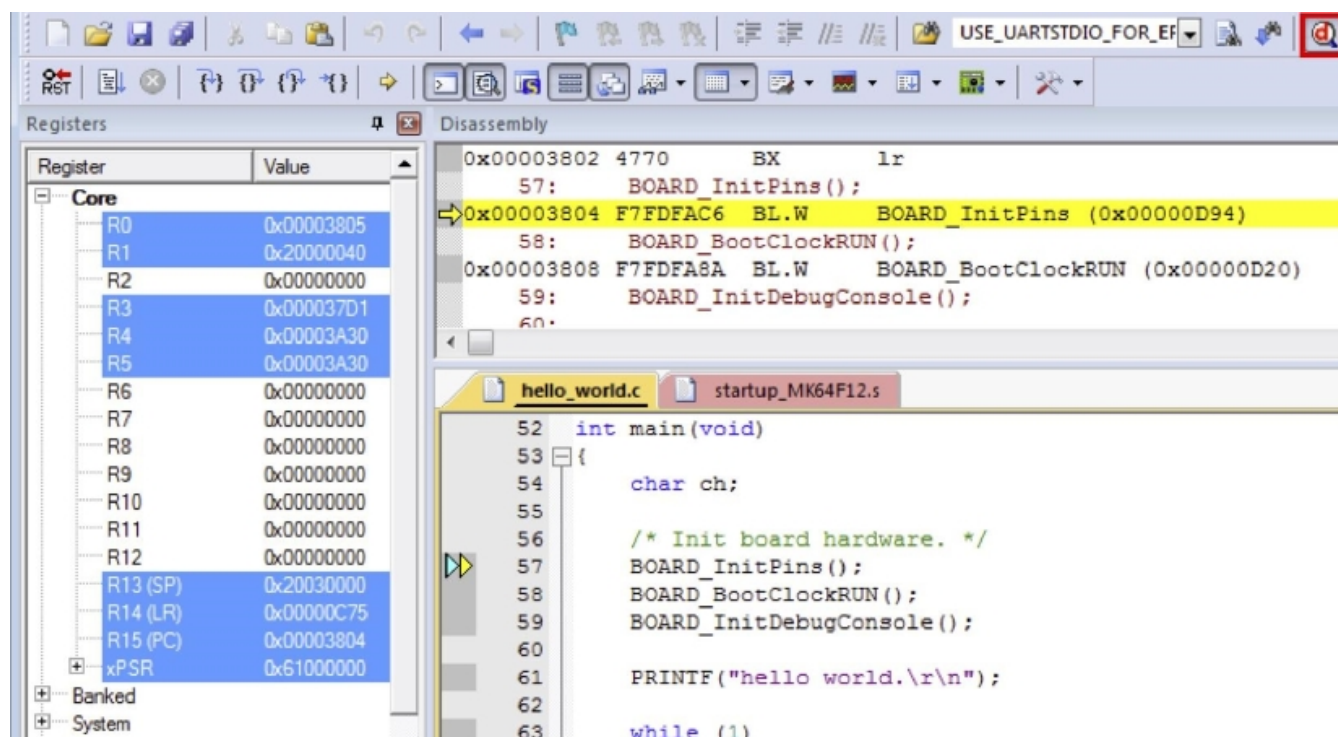 USE_UARTSTDIO_FOR_EF
RST
Registers
Register Value
Core
R0 0x00003805
R1 0x20000040
R2 0x00000000
R3 0x000037D1
R4 0x00003A30
R5 0x00003A30
R6 0x00000000
R7 0x00000000
R8 0x00000000
R9 0x00000000
R10 0x00000000
R11 0x00000000
R12 0x00000000
R13 (SP) 0x20030000
R14 (LR) 0x00000C75
R15 (PC) 0x00003804
xPSR 0x61000000
Banked
System
Disassembly
0x00003802 4770 BX lr
57: BOARD_InitPins();
0x00003804 F7FDFAC6 BL.W BOARD_InitPins (0x00000D94)
58: BOARD_BootClockRUN();
0x00003808 F7FDFA8A BL.W BOARD_BootClockRUN (0x00000D20)
59: BOARD_InitDebugConsole();
60:
hello_world.c startup_MK64F12.s
52 int main(void)
53 {
54 char ch;
55
56 /* Init board hardware. */
57 BOARD_InitPins();
58 BOARD_BootClockRUN();
59 BOARD_InitDebugConsole();
60
61 PRINTF("hello world.\r\n");
62
63 while (1)